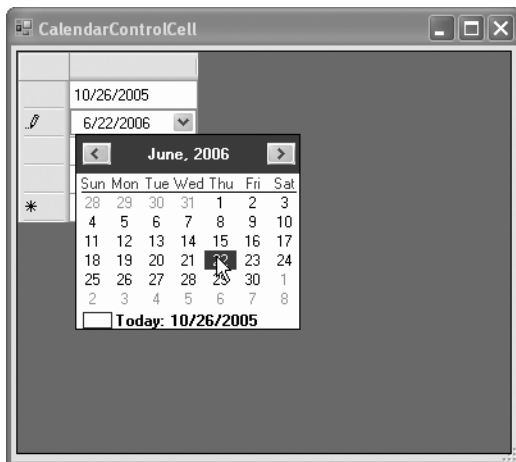 CalendarControlCell
10/26/2005
6/22/2006
June, 2006
Sun Mon Tue Wed Thu Fri Sat
28 29 30 31 1 2 3
4 5 6 7 8 9 10
11 12 13 14 15 16 17
18 19 20 21 22 23 24
25 26 27 28 29 30 1
2 3 4 5 6 7 8
Today: 10/26/2005